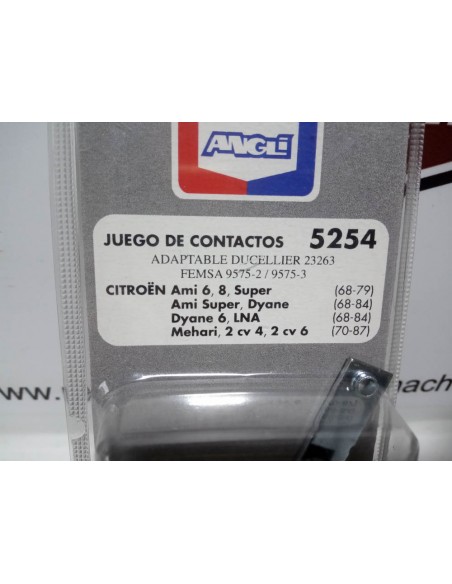 ANGLI
JUEGO DE CONTACTOS 5254
ADAPTABLE DUCELLIER 23263
FEMSA 9575-2 / 9575-3
CITROËN Ami 6, 8, Super (68-79)
Ami Super, Dyane (68-84)
Dyane 6, LNA (68-84)
Mehari, 2 cv 4, 2 cv 6 (70-87)